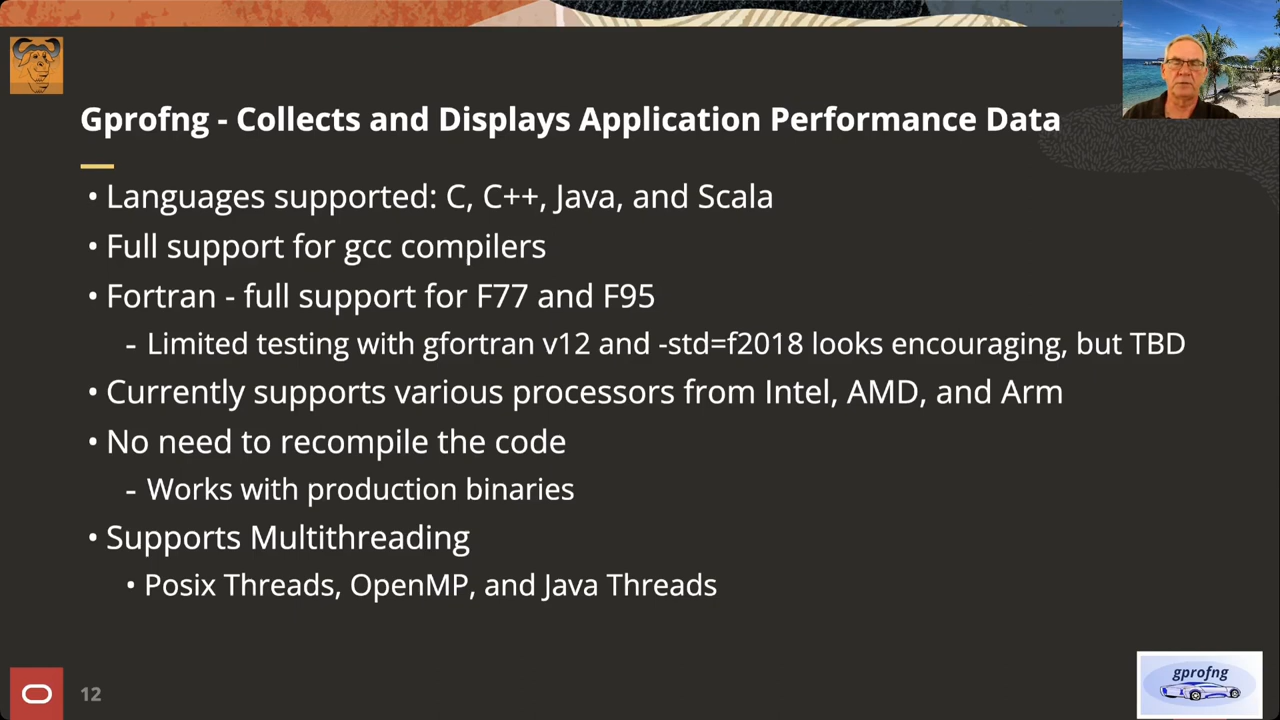 Gprofng - Collects and Displays Application Performance Data
• Languages supported: C, C++, Java, and Scala
• Full support for gcc compilers
• Fortran - full support for F77 and F95
- Limited testing with gfortran v12 and -std=f2018 looks encouraging, but TBD
• Currently supports various processors from Intel, AMD, and Arm
• No need to recompile the code
- Works with production binaries
• Supports Multithreading
• Posix Threads, OpenMP, and Java Threads
12
gprofng